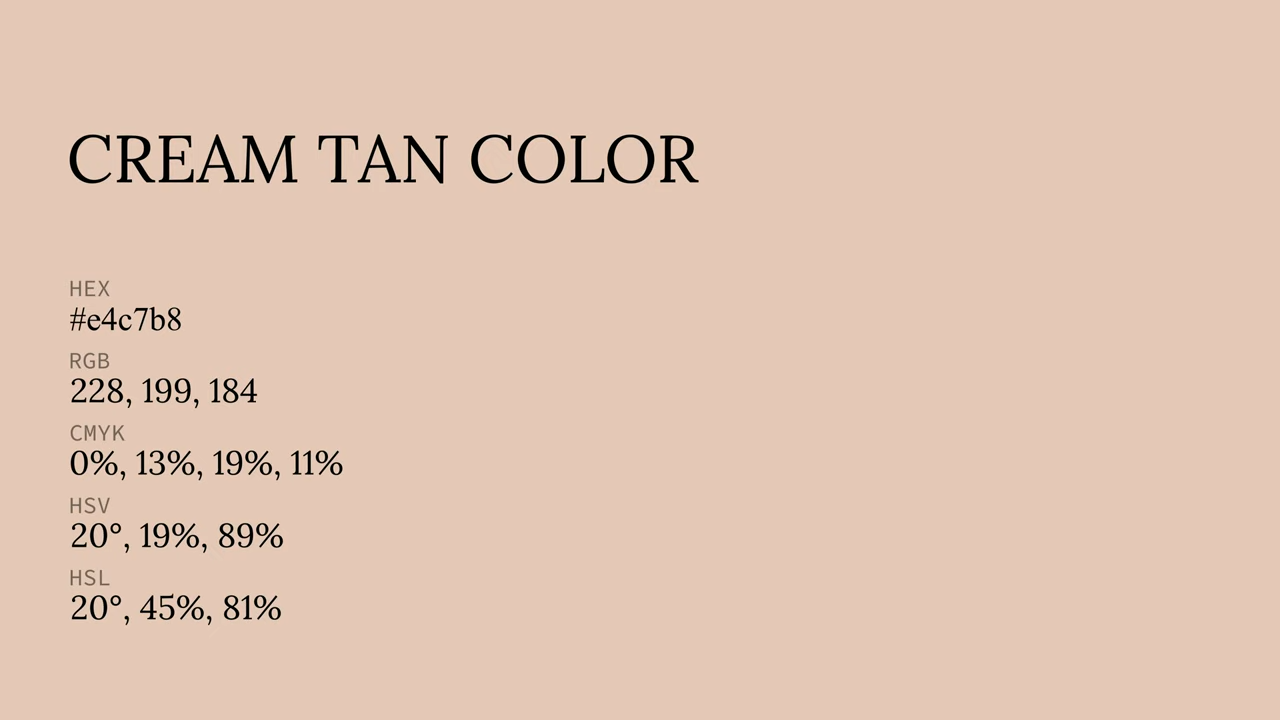 CREAM TAN COLOR
HEX
#e4c7b8
RGB
228, 199, 184
CMYK
0%, 13%, 19%, 11%
HSV
20°, 19%, 89%
HSL
20°, 45%, 81%